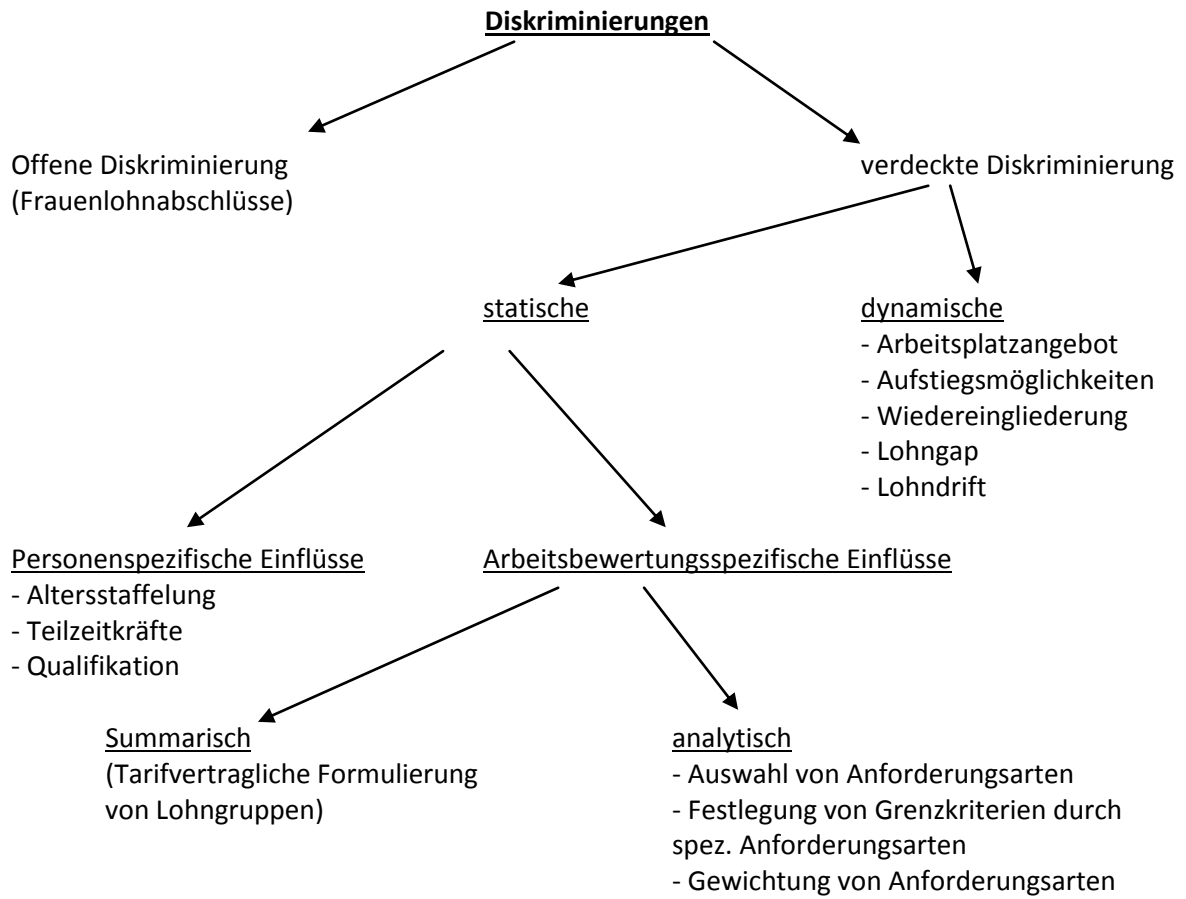 Diskriminierungen
Offene Diskriminierung
(Frauenlohnabschlüsse)
verdeckte Diskriminierung
statische
dynamische
- Arbeitsplatzangebot
- Aufstiegsmöglichkeiten
- Wiedereingliederung
- Lohngap
- Lohndrift
Personenspezifische Einflüsse
- Altersstaffelung
- Teilzeitkräfte
- Qualifikation
Arbeitsbewertungsspezifische Einflüsse
Summarisch
(Tarifvertragliche Formulierung
von Lohngruppen)
analytisch
- Auswahl von Anforderungsarten
- Festlegung von Grenzkriterien durch
spez. Anforderungsarten
- Gewichtung von Anforderungsarten